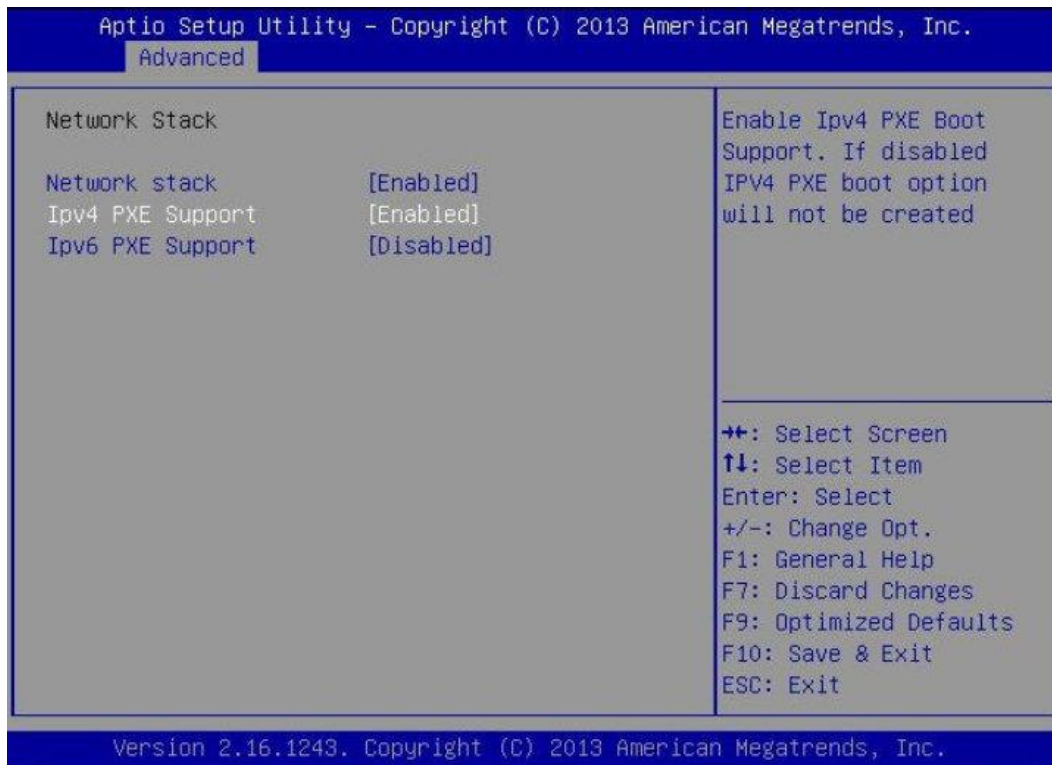 Aptio Setup Utility – Copyright (C) 2013 American Megatrends, Inc.
Advanced
Network Stack
Network stack [Enabled]
Ipv4 PXE Support [Enabled]
Ipv6 PXE Support [Disabled]
Enable Ipv4 PXE Boot
Support. If disabled
IPV4 PXE boot option
will not be created
→←: Select Screen
↑↓: Select Item
Enter: Select
+/-: Change Opt.
F1: General Help
F7: Discard Changes
F9: Optimized Defaults
F10: Save & Exit
ESC: Exit
Version 2.16.1243. Copyright (C) 2013 American Megatrends, Inc.